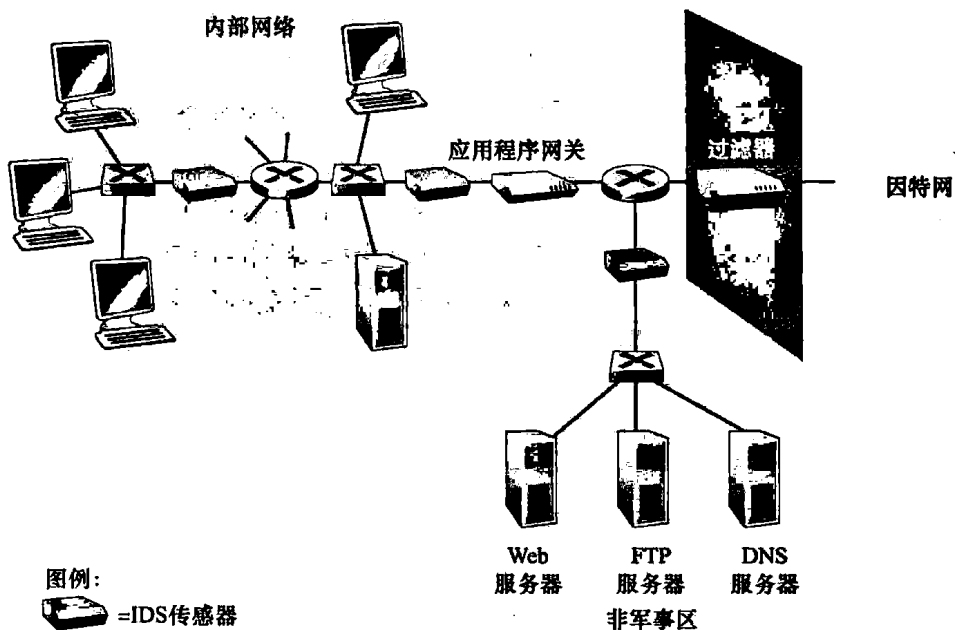 内部网络
应用程序网关
过滤器
因特网
Web
服务器
FTP
服务器
DNS
服务器
非军事区
图例:
=IDS传感器